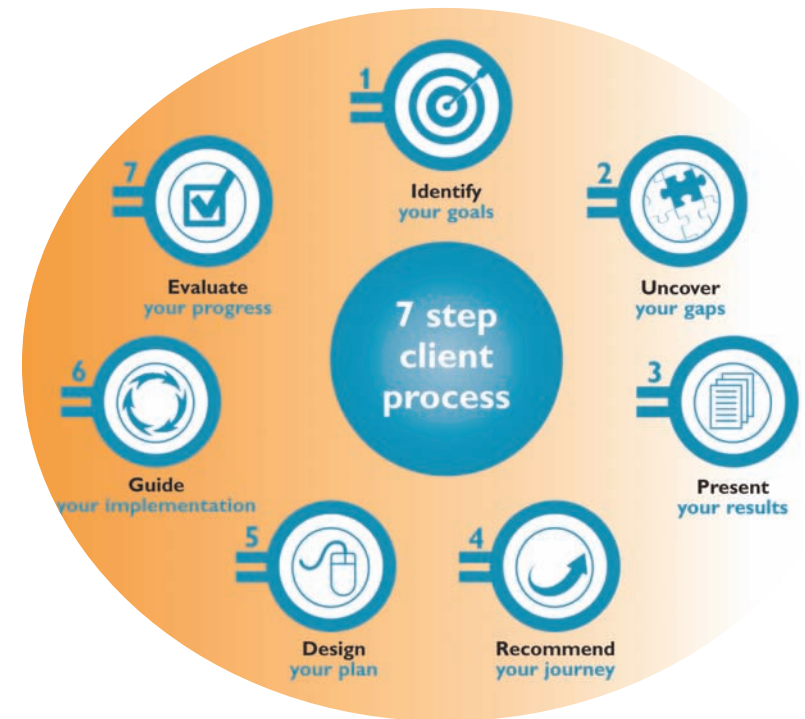 7 step
client
process
1
Identify
your goals
2
Uncover
your gaps
3
Present
your results
4
Recommend
your journey
5
Design
your plan
6
Guide
your implementation
7
Evaluate
your progress